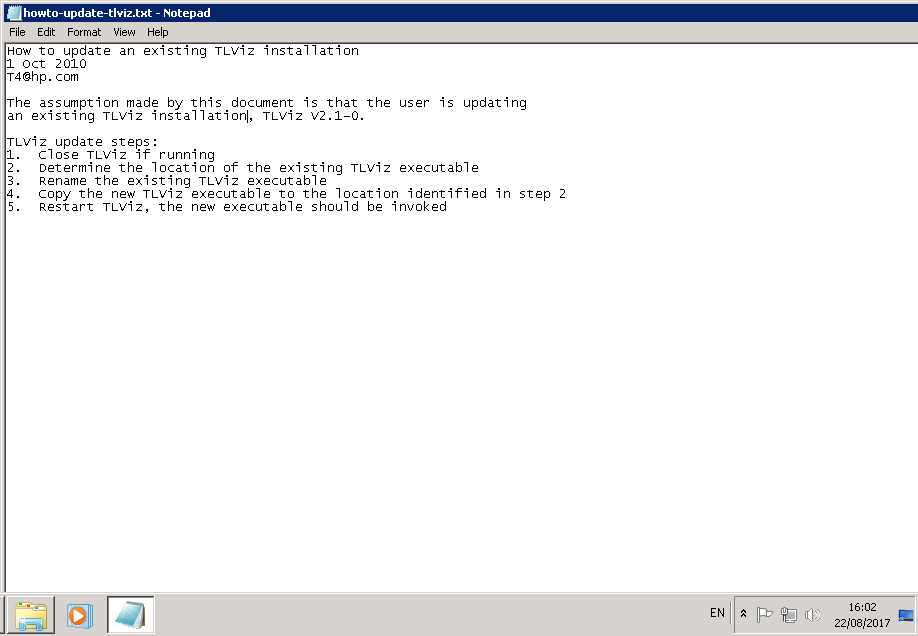 howto-update-tlviz.txt - Notepad
File Edit Format View Help
How to update an existing TLViz installation
1 Oct 2010
T4@hp.com
The assumption made by this document is that the user is updating
an existing TLViz installation, TLViz V2.1-0.
TLViz update steps:
1. Close TLViz if running
2. Determine the location of the existing TLViz executable
3. Rename the existing TLViz executable
4. Copy the new TLViz executable to the location identified in step 2
5. Restart TLViz, the new executable should be invoked
EN
16:02
22/08/2017